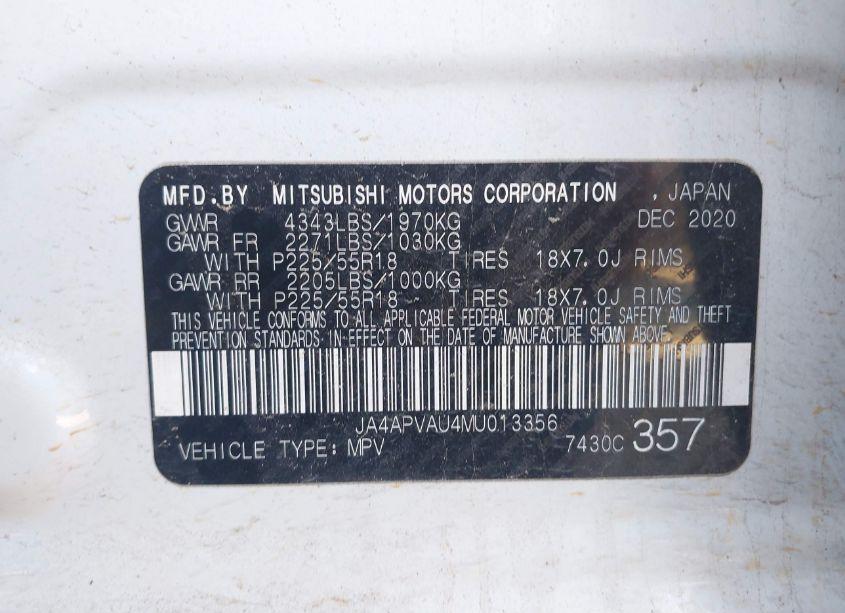 MFD.BY MITSUBISHI MOTORS CORPORATION , JAPAN
GVWR 4343LBS/1970KG DEC 2020
GAWR FR 2271LBS/1030KG
WITH P225/55R18 TIRES 18X7.0J RIMS
GAWR RR 2205LBS/1000KG
WITH P225/55R18 TIRES 18X7.0J RIMS
THIS VEHICLE CONFORMS TO ALL APPLICABLE FEDERAL MOTOR VEHICLE SAFETY AND THEFT
PREVENTION STANDARDS IN EFFECT ON THE DATE OF MANUFACTURE SHOWN ABOVE.
JA4APVAU4MU013356
VEHICLE TYPE: MPV 7430C 357